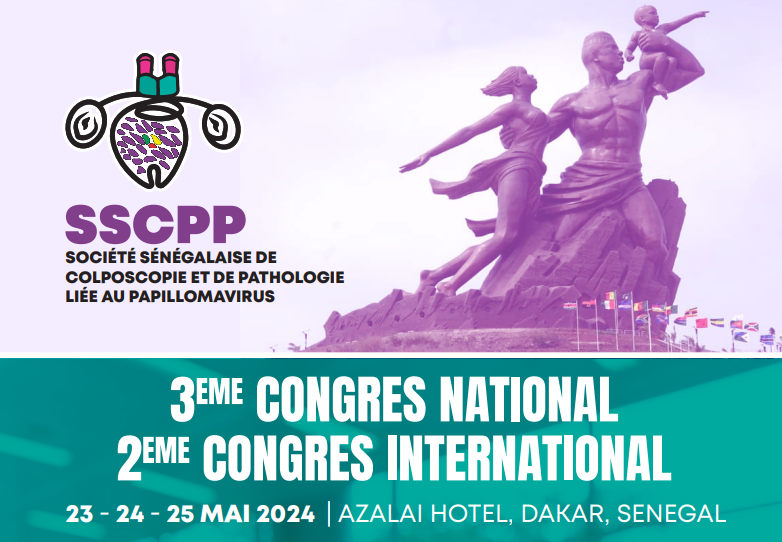 SSCPP
SOCIÉTÉ SÉNÉGALAISE DE
COLPOSCOPIE ET DE PATHOLOGIE
LIÉE AU PAPILLOMAVIRUS
3EME CONGRES NATIONAL
2EME CONGRES INTERNATIONAL
23 - 24 - 25 MAI 2024 | AZALAI HOTEL, DAKAR, SENEGAL